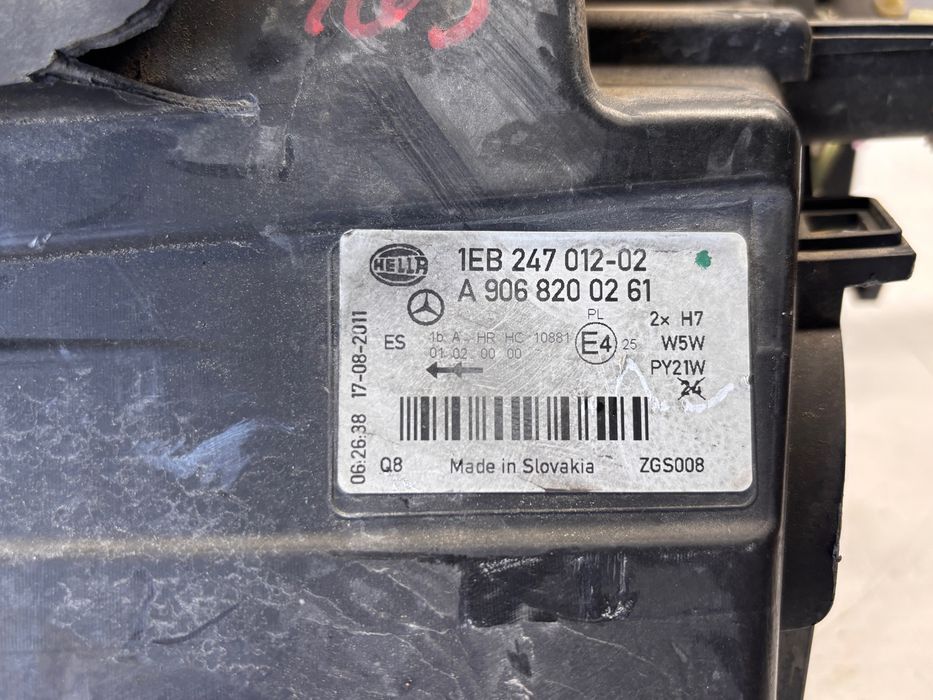 HELLA
1EB 247 012-02
A 906 820 02 61
ES
1b A HR HC 10881
01 02 00 00
PL
E4
25
2x H7
W5W
PY21W
24
06:26:38 17-08-2011
Q8
Made in Slovakia
ZGS008